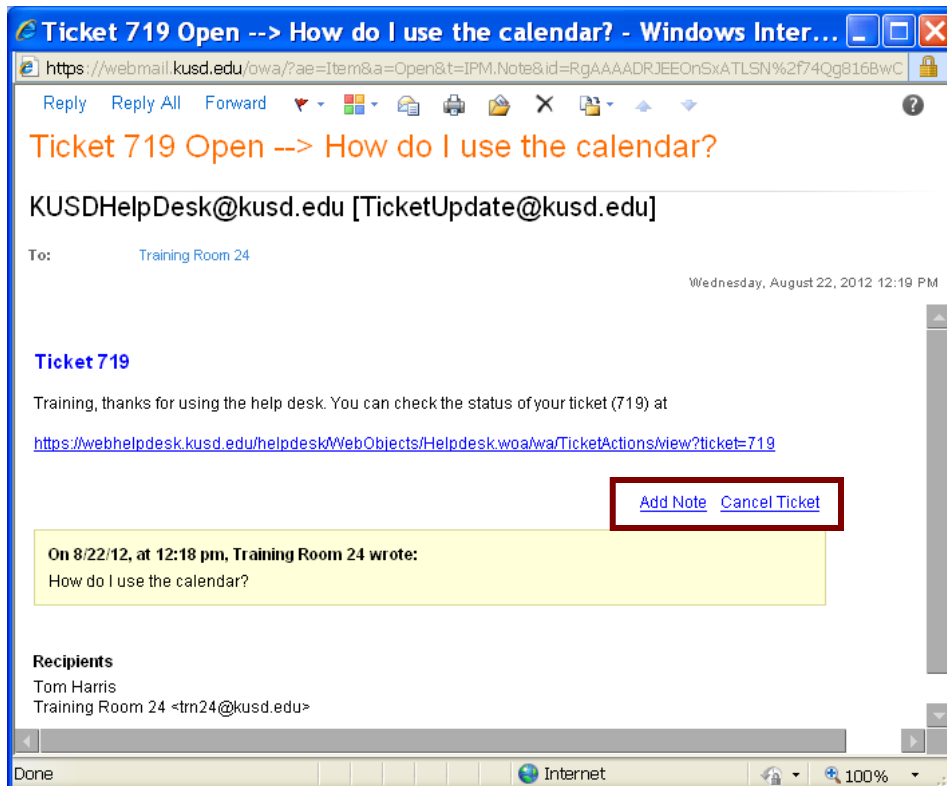 Ticket 719 Open --> How do I use the calendar? - Windows Inter...
https://webmail.kusd.edu/owa/?ae=Item&a=Open&t=IPM.Note&id=RgAAAADRJEEOnSxATLSN%2f74Qg816BwC
Reply Reply All Forward
Ticket 719 Open --> How do I use the calendar?
KUSDHelpDesk@kusd.edu [TicketUpdate@kusd.edu]
To: Training Room 24
Wednesday, August 22, 2012 12:19 PM
Ticket 719
Training, thanks for using the help desk. You can check the status of your ticket (719) at
https://webhelpdesk.kusd.edu/helpdesk/WebObjects/Helpdesk.woa/wa/TicketActions/view?ticket=719
Add Note Cancel Ticket
On 8/22/12, at 12:18 pm, Training Room 24 wrote:
How do I use the calendar?
Recipients
Tom Harris
Training Room 24 <trn24@kusd.edu>
Done Internet 100%